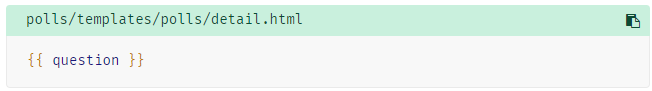 polls/templates/polls/detail.html
{{ question }}